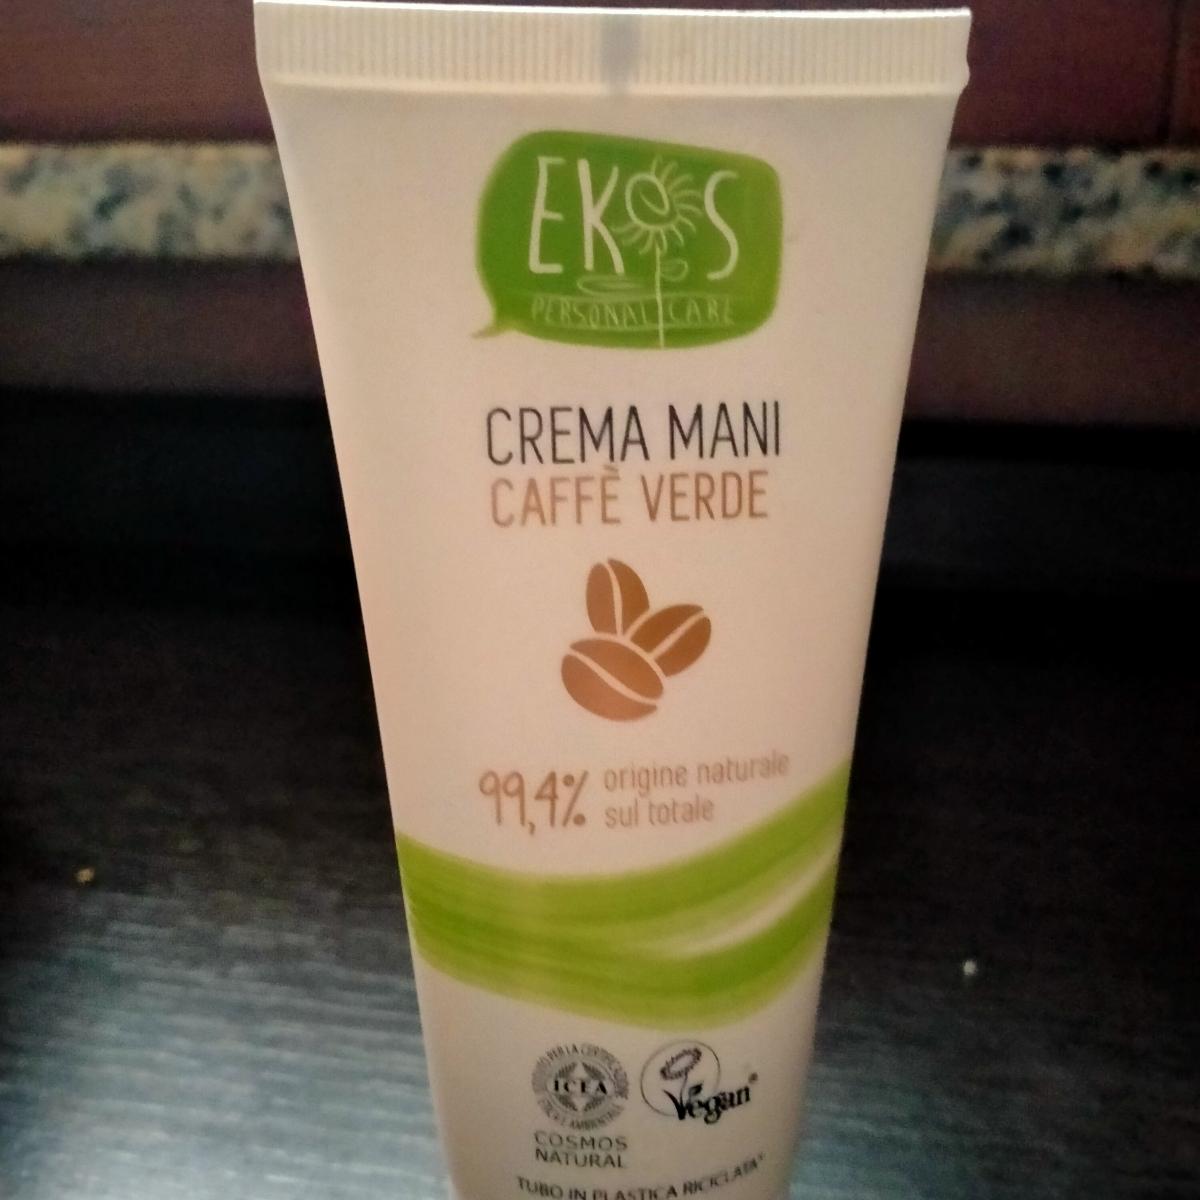 EKOS
PERSONAL CARE
CREMA MANI
CAFFÈ VERDE
99,4% origine naturale
sul totale
ICEA
Vegan
COSMOS
NATURAL
TUBO IN PLASTICA RICICLATA*